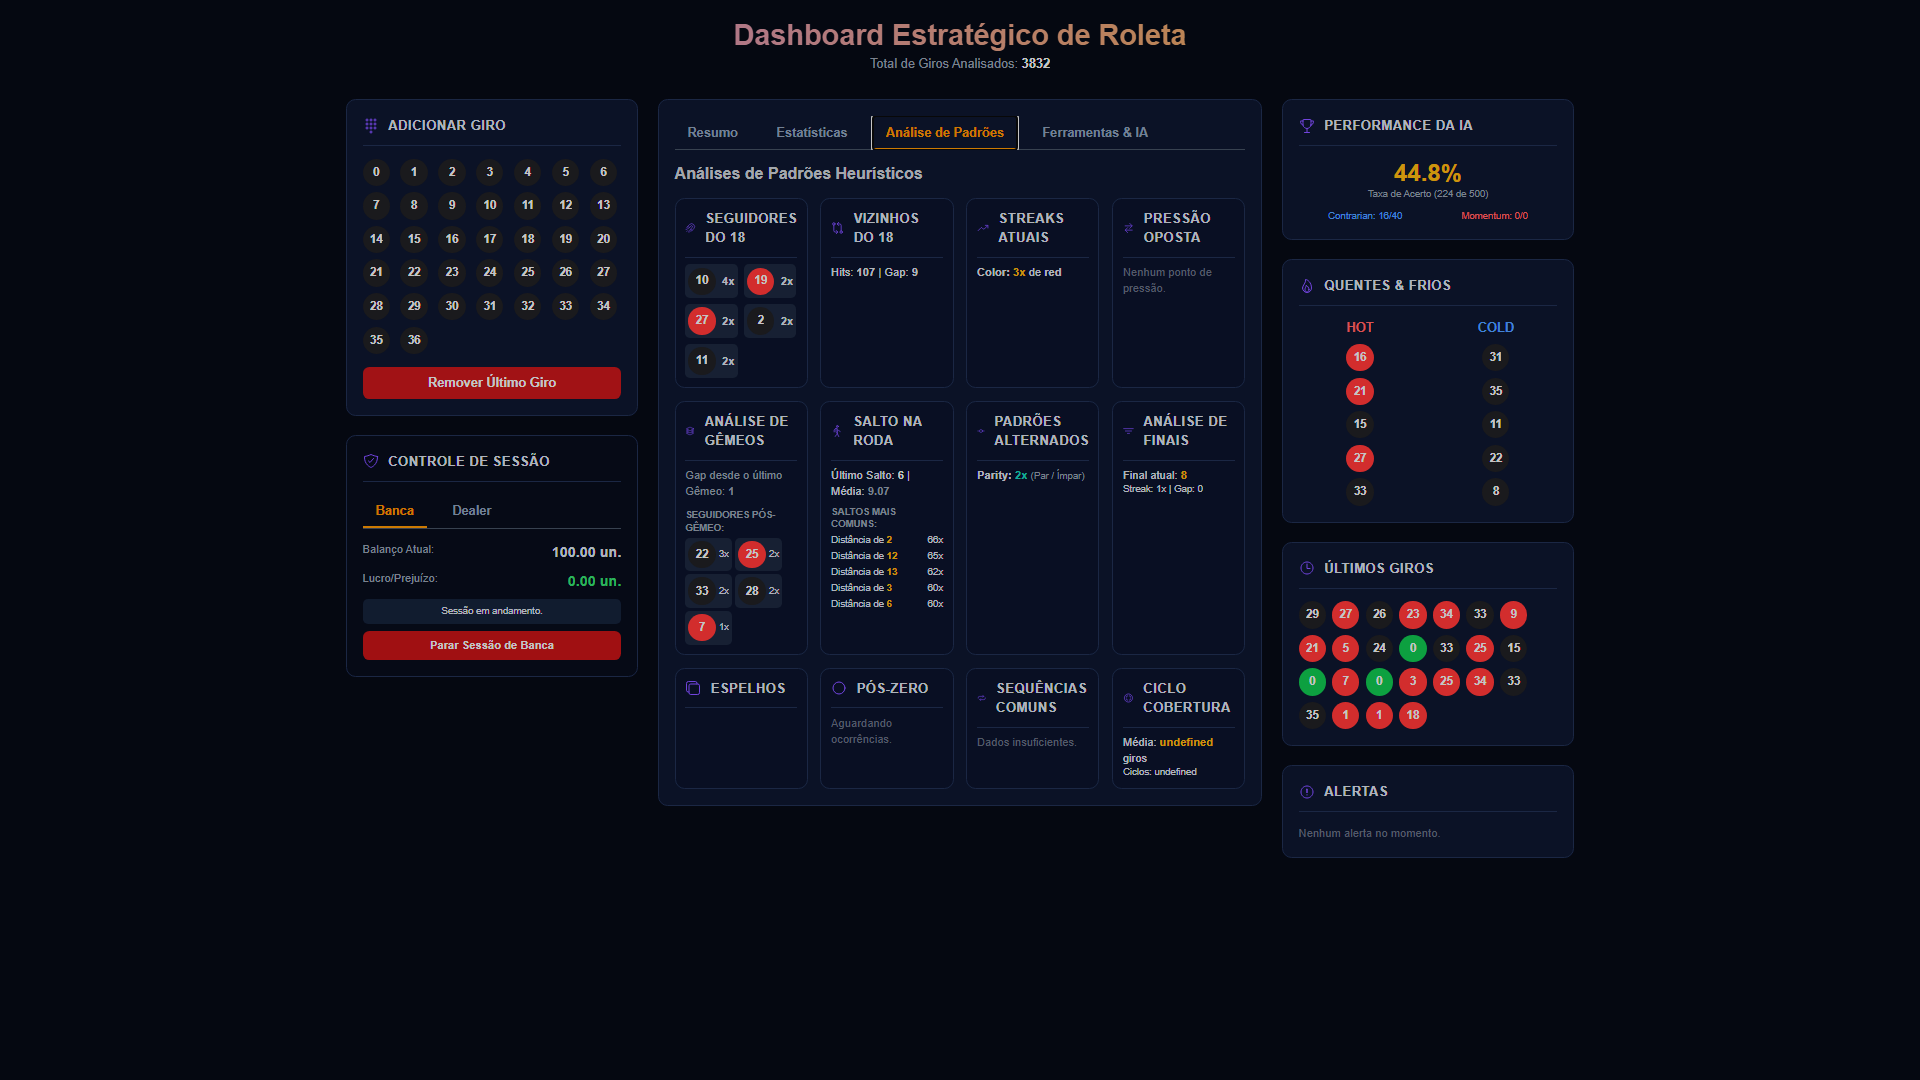 Dashboard Estratégico de Roleta
Total de Giros Analisados: 3832
ADICIONAR GIRO
0 1 2 3 4 5 6
7 8 9 10 11 12 13
14 15 16 17 18 19 20
21 22 23 24 25 26 27
28 29 30 31 32 33 34
35 36
Remover Último Giro
CONTROLE DE SESSÃO
Banca Dealer
Balanço Atual: 100.00 un.
Lucro/Prejuízo: 0.00 un.
Sessão em andamento.
Parar Sessão de Banca
Resumo Estatísticas Análise de Padrões Ferramentas & IA
Análises de Padrões Heurísticos
SEGUIDORES
DO 18
10 4x 19 2x
27 2x 2 2x
11 2x
VIZINHOS
DO 18
Hits: 107 | Gap: 9
STREAKS
ATUAIS
Color: 3x de red
PRESSÃO
OPOSTA
Nenhum ponto de
pressão.
ANÁLISE DE
GÊMEOS
Gap desde o último
Gêmeo: 1
SEGUIDORES PÓS-
GÊMEO:
22 3x 25 2x
33 2x 28 2x
7 1x
SALTO NA
RODA
Último Salto: 6 |
Média: 9.07
SALTOS MAIS
COMUNS:
Distância de 2 66x
Distância de 12 65x
Distância de 13 62x
Distância de 3 60x
Distância de 6 60x
PADRÕES
ALTERNADOS
Parity: 2x (Par / Ímpar)
ANÁLISE DE
FINAIS
Final atual: 8
Streak: 1x | Gap: 0
ESPELHOS
PÓS-ZERO
Aguardando
ocorrências.
SEQUÊNCIAS
COMUNS
Dados insuficientes.
CICLO
COBERTURA
Média: undefined
giros
Ciclos: undefined
PERFORMANCE DA IA
44.8%
Taxa de Acerto (224 de 500)
Contrarian: 16/40 Momentum: 0/0
QUENTES & FRIOS
HOT COLD
16 31
21 35
15 11
27 22
33 8
ÚLTIMOS GIROS
29 27 26 23 34 33 9
21 5 24 0 33 25 15
0 7 0 3 25 34 33
35 1 1 18
ALERTAS
Nenhum alerta no momento.